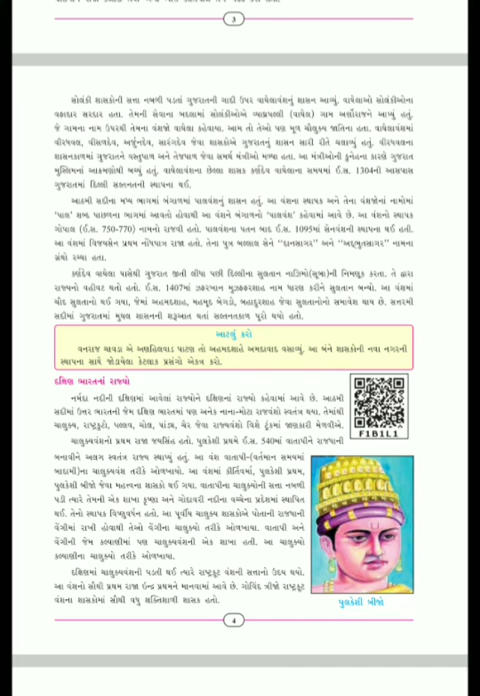 3
સોલંકી શાસકોની સત્તા નબળી પડતાં ગુજરાતની ગાદી ઉપર વાઘેલાવંશનું શાસન આવ્યું. વાઘેલાઓ સોલંકીઓના
વફાદાર સરદાર હતા. તેમની સેવાના બદલામાં સોલંકીઓએ વ્યાઘ્રપલ્લી (વાઘેલ) ગામ અર્ણોરાજને આપ્યું હતું.
જે ગામના નામ ઉપરથી તેમના વંશજો વાઘેલા કહેવાયા. આમ તો તેઓ પણ મૂળ ચૌલુક્ય જાતિના હતા. વાઘેલાવંશમાં
વીરધવલ, વીસળદેવ, અર્જુનદેવ, સારંગદેવ જેવા શાસકોએ ગુજરાતનું શાસન સારી રીતે ચલાવ્યું હતું. વીરધવલના
શાસનકાળમાં ગુજરાતને વસ્તુપાળ અને તેજપાળ જેવા સમર્થ મંત્રીઓ મળ્યા હતા. આ મંત્રીઓની કુનેહના કારણે ગુજરાત
મુસ્લિમનાં આક્રમણોથી બચ્યું હતું. વાઘેલાવંશના છેલ્લા શાસક કર્ણદેવ વાઘેલાના સમયમાં ઈ.સ. 1304ની આસપાસ
ગુજરાતમાં દિલ્લી સલ્તનતની સ્થાપના થઈ.
આઠમી સદીના મધ્ય ભાગમાં બંગાળમાં પાલવંશનું શાસન હતું. આ વંશના સ્થાપક અને તેના વંશજોનાં નામોમાં
'પાલ' શબ્દ પાછળના ભાગમાં આવતો હોવાથી આ વંશને બંગાળનો 'પાલવંશ' કહેવામાં આવે છે. આ વંશનો સ્થાપક
ગોપાલ (ઈ.સ. 750-770) નામનો રાજવી હતો. પાલવંશના પતન બાદ ઈ.સ. 1095માં સેનવંશની સ્થાપના થઈ હતી.
આ વંશમાં વિજયસેન પ્રથમ નોંધપાત્ર રાજા હતો. તેના પુત્ર બલ્લાલ સેને ''દાનસાગર'' અને ''અદ્ભુતસાગર'' નામના
ગ્રંથો રચ્યા હતા.
કર્ણદેવ વાઘેલા પાસેથી ગુજરાત જીતી લીધા પછી દિલ્લીના સુલતાન નાઝિમો(સૂબા)ની નિમણૂક કરતા. તે દ્વારા
રાજ્યનો વહીવટ થતો હતો. ઈ.સ. 1407માં ઝફરખાન મુઝફ્ફરશાહ નામ ધારણ કરીને સુલતાન બન્યો. આ વંશમાં
ચૌદ સુલતાનો થઈ ગયા, જેમાં અહમદશાહ, મહમૂદ બેગડો, બહાદુરશાહ જેવા સુલતાનોનો સમાવેશ થાય છે. સત્તરમી
સદીમાં ગુજરાતમાં મુઘલ શાસનની શરૂઆત થતાં સલ્તનતકાળ પૂરો થયો હતો.
આટલું કરો
વનરાજ ચાવડા એ અણહિલવાડ પાટણ તો અહમદશાહે અમદાવાદ વસાવ્યું. આ બંને શાસકોની નવા નગરની
સ્થાપના સાથે જોડાયેલા કેટલાક પ્રસંગો એકત્ર કરો.
દક્ષિણ ભારતનાં રાજ્યો
નર્મદા નદીની દક્ષિણમાં આવેલાં રાજ્યોને દક્ષિણનાં રાજ્યો કહેવામાં આવે છે. આઠમી
સદીમાં ઉત્તર ભારતની જેમ દક્ષિણ ભારતમાં પણ અનેક નાના-મોટા રાજવંશો સ્વતંત્ર થયા. તેમાંથી
ચાલુક્ય, રાષ્ટ્રકૂટો, પલ્લવ, ચોલ, પાંડ્ય, ચેર જેવા રાજ્યવંશો વિશે ટૂંકમાં જાણકારી મેળવીએ.
ચાલુક્યવંશનો પ્રથમ રાજા જયસિંહ હતો. પુલકેશી પ્રથમે ઈ.સ. 540માં વાતાપીને રાજધાની
બનાવીને અલગ સ્વતંત્ર રાજ્ય સ્થાપ્યું હતું. આ વંશ વાતાપી-(વર્તમાન સમયમાં
બાદામી)ના ચાલુક્યવંશ તરીકે ઓળખાયો. આ વંશમાં કીર્તિવર્મા, પુલકેશી પ્રથમ,
પુલકેશી બીજો જેવા મહત્ત્વના શાસકો થઈ ગયા. વાતાપીના ચાલુક્યોની સત્તા નબળી
પડી ત્યારે તેમની એક શાખા કૃષ્ણા અને ગોદાવરી નદીના વચ્ચેના પ્રદેશમાં સ્થાપિત
થઈ. તેનો સ્થાપક વિષ્ણુવર્ધન હતો. આ પૂર્વીય ચાલુક્ય શાસકોએ પોતાની રાજધાની
વેંગીમાં રાખી હોવાથી તેઓ વેંગીના ચાલુક્યો તરીકે ઓળખાયા. વાતાપી અને
વેંગીની જેમ કલ્યાણીમાં પણ ચાલુક્યવંશની એક શાખા હતી. આ ચાલુક્યો
કલ્યાણીના ચાલુક્યો તરીકે ઓળખાયા.
દક્ષિણમાં ચાલુક્યવંશની પડતી થઈ ત્યારે રાષ્ટ્રકૂટ વંશની સત્તાનો ઉદય થયો.
આ વંશનો સૌથી પ્રથમ રાજા ઇન્દ્ર પ્રથમને માનવામાં આવે છે. ગોવિંદ ત્રીજો રાષ્ટ્રકૂટ
વંશના શાસકોમાં સૌથી વધુ શક્તિશાળી શાસક હતો.
F1B1L1
પુલકેશી બીજો
4